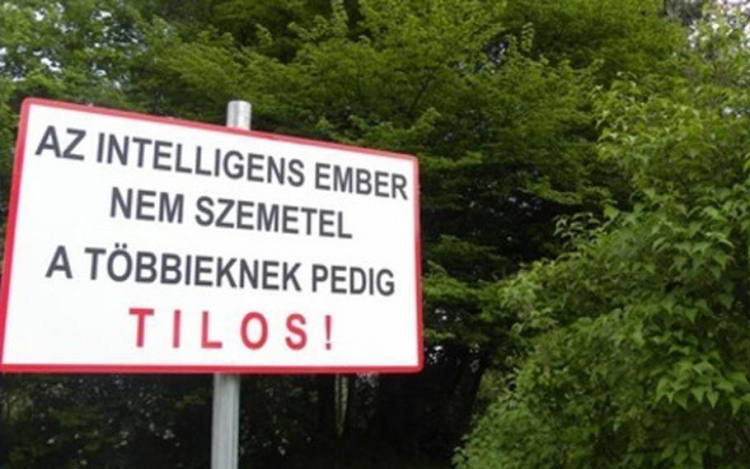 AZ INTELLIGENS EMBER
NEM SZEMETEL
A TÖBBIEKNEK PEDIG
TILOS!